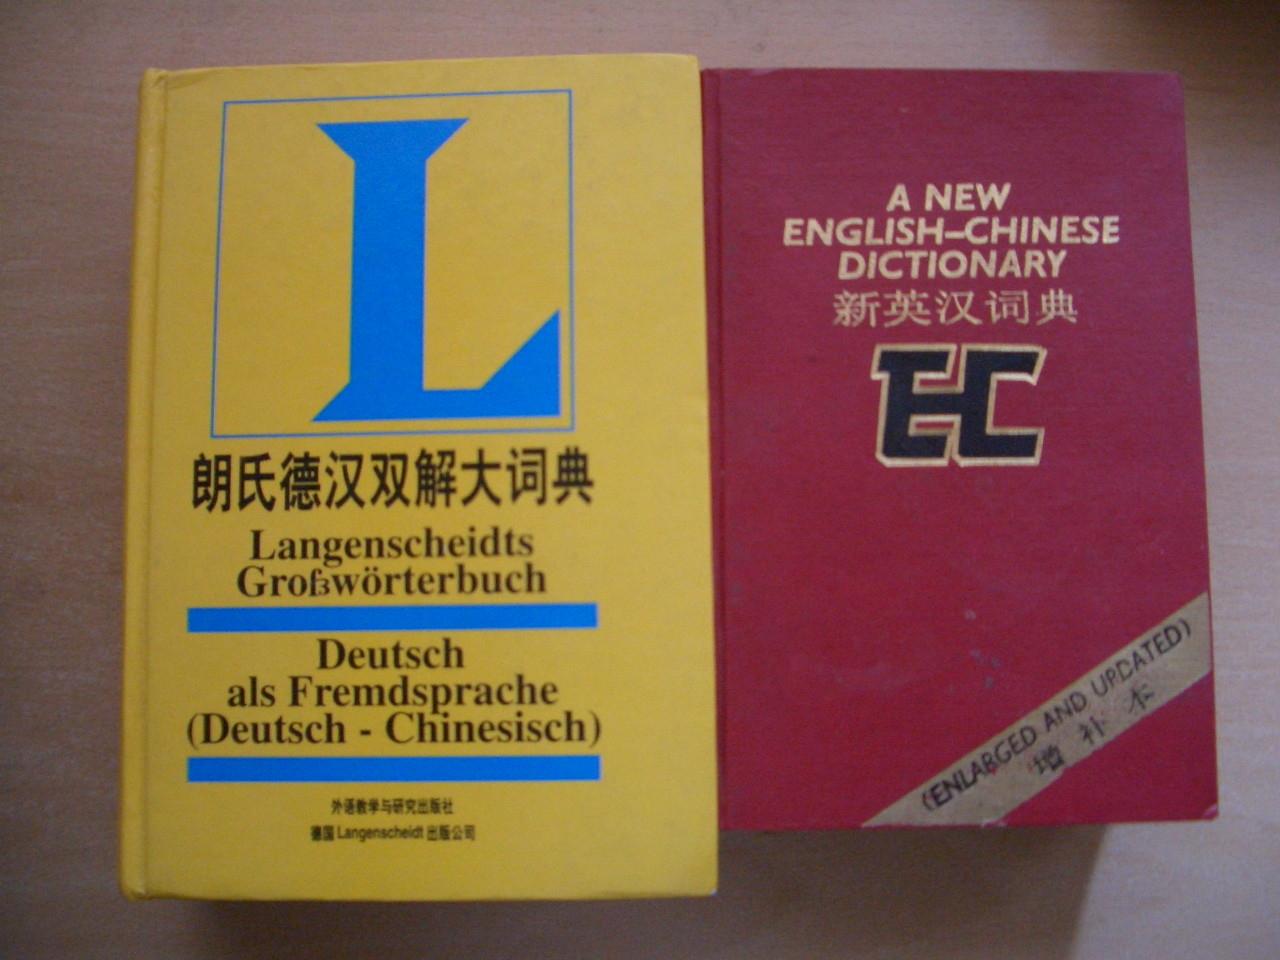 L
朗氏德汉双解大词典
Langenscheidts
Großwörterbuch
Deutsch
als Fremdsprache
(Deutsch - Chinesisch)
外语教学与研究出版社
德国 Langenscheidt 出版公司
A NEW
ENGLISH–CHINESE
DICTIONARY
新英汉词典
EC
(ENLARGED AND UPDATED)
增补本